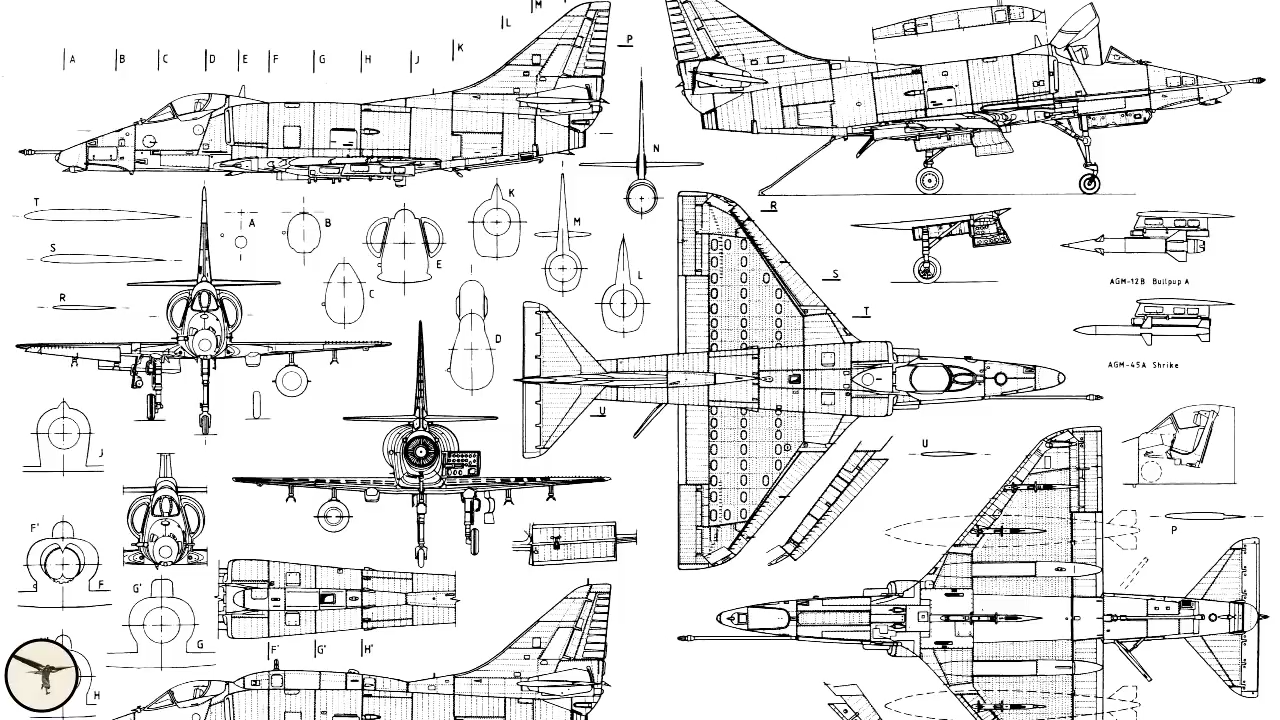 M
L
P
K
A
B
C
D
E
F
G
H
J
N
T
A
B
K
M
R
S
E
L
S
R
C
T
D
AGM-12B Bullpup A
AGM-45A Shrike
U
U
J
F'
P
F
G'
G
F'
G'
H'
H